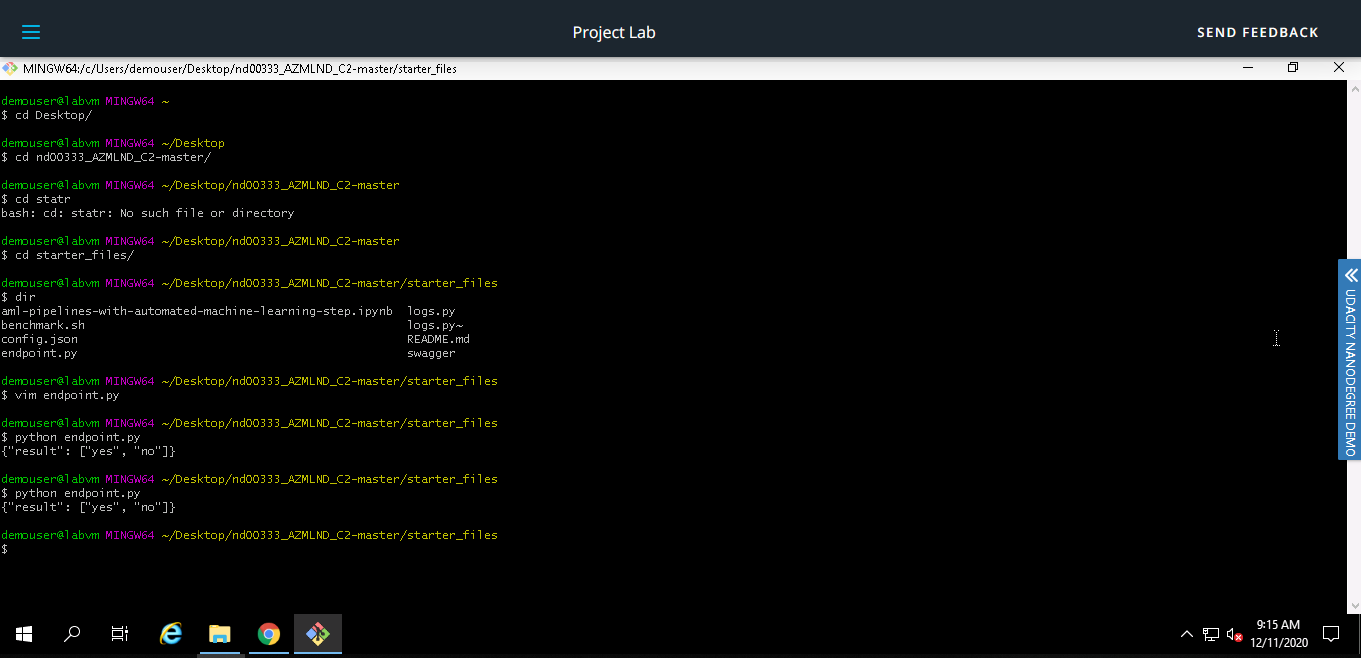 Project Lab
SEND FEEDBACK
MINGW64:/c/Users/demouser/Desktop/nd00333_AZMLND_C2-master/starter_files
demouser@labvm MINGW64 ~
$ cd Desktop/
demouser@labvm MINGW64 ~/Desktop
$ cd nd00333_AZMLND_C2-master/
demouser@labvm MINGW64 ~/Desktop/nd00333_AZMLND_C2-master
$ cd statr
bash: cd: statr: No such file or directory
demouser@labvm MINGW64 ~/Desktop/nd00333_AZMLND_C2-master
$ cd starter_files/
demouser@labvm MINGW64 ~/Desktop/nd00333_AZMLND_C2-master/starter_files
$ dir
aml-pipelines-with-automated-machine-learning-step.ipynb logs.py
benchmark.sh logs.py~
config.json README.md
endpoint.py swagger
demouser@labvm MINGW64 ~/Desktop/nd00333_AZMLND_C2-master/starter_files
$ vim endpoint.py
demouser@labvm MINGW64 ~/Desktop/nd00333_AZMLND_C2-master/starter_files
$ python endpoint.py
{"result": ["yes", "no"]}
demouser@labvm MINGW64 ~/Desktop/nd00333_AZMLND_C2-master/starter_files
$ python endpoint.py
{"result": ["yes", "no"]}
demouser@labvm MINGW64 ~/Desktop/nd00333_AZMLND_C2-master/starter_files
$
UDACITY NANODEGREE DEMO
9:15 AM
12/11/2020